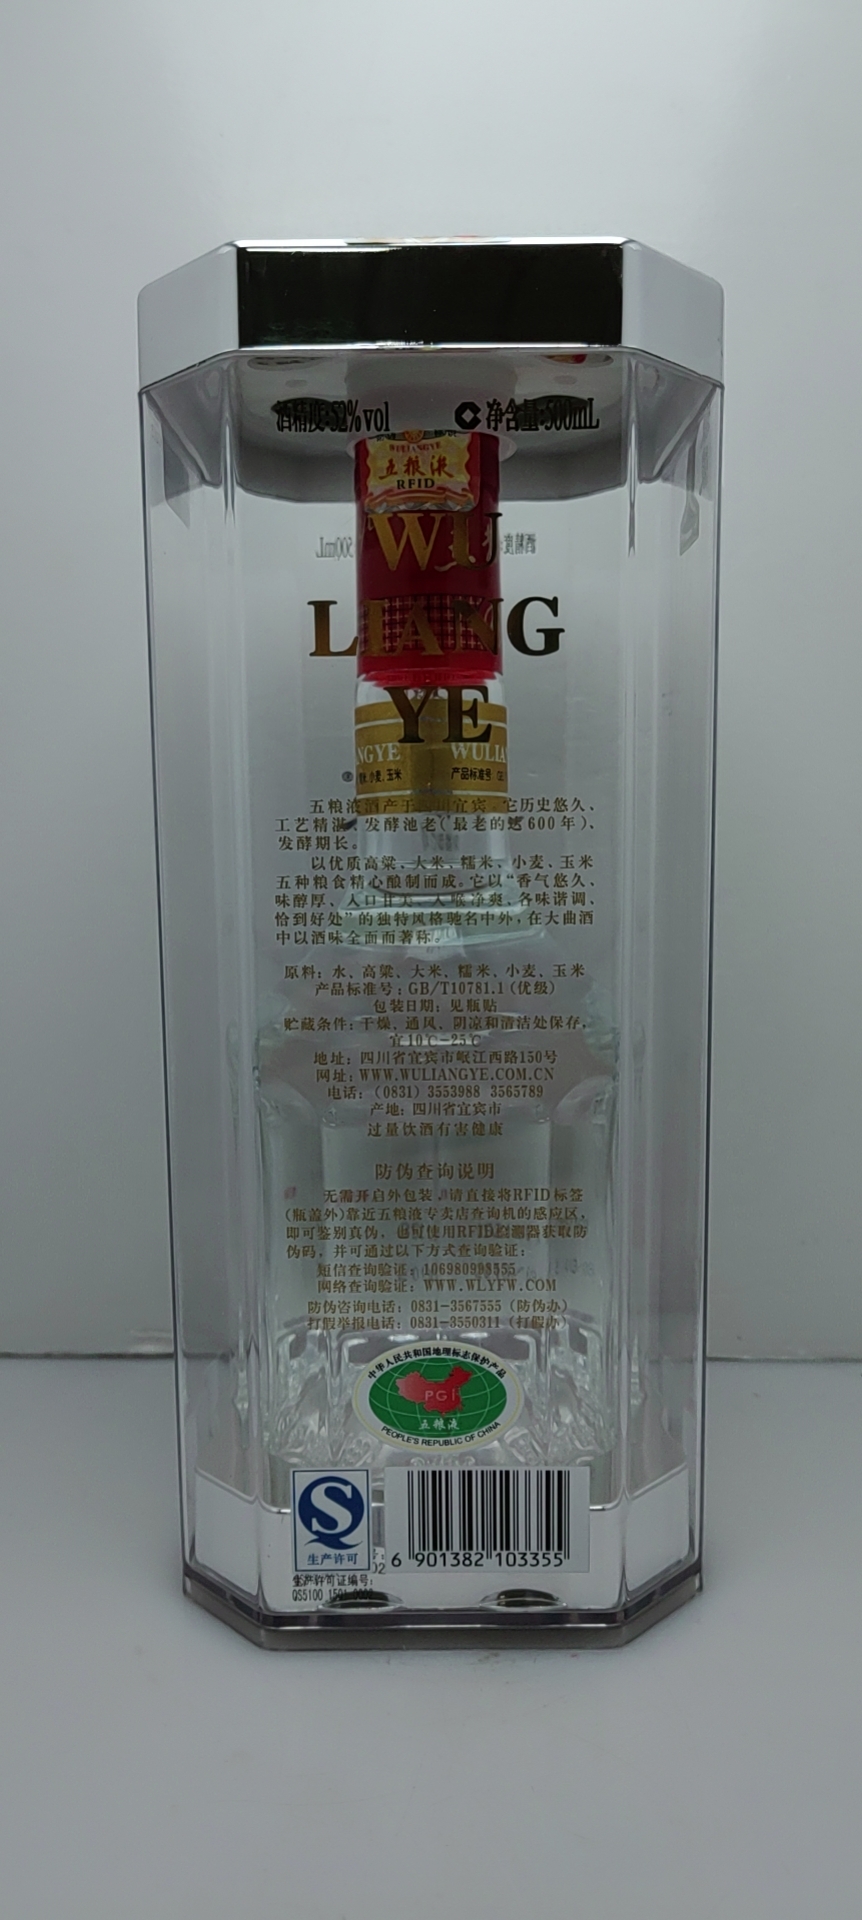 酒精度:52%vol
净含量:500mL
WULIANGYE
五粮液
RFID
WU
LIANG
YE
NGYE WULIA
小麦,玉米 产品标准号
五粮液酒产于四川宜宾。它历史悠久、
工艺精湛、发酵池老(最老的逾600年)、
发酵期长。
以优质高粱、大米、糯米、小麦、玉米
五种粮食精心酿制而成。它以“香气悠久、
味醇厚、入口甘美、入喉净爽、各味谐调、
恰到好处”的独特风格驰名中外,在大曲酒
中以酒味全面而著称。
原料:水、高粱、大米、糯米、小麦、玉米
产品标准号:GB/T10781.1(优级)
包装日期:见瓶贴
贮藏条件:干燥、通风、阴凉和清洁处保存,
宜10℃-25℃
地址:四川省宜宾市岷江西路150号
网址:WWW.WULIANGYE.COM.CN
电话:(0831) 3553988 3565789
产地:四川省宜宾市
过量饮酒有害健康
防伪查询说明
无需开启外包装,请直接将RFID标签
(瓶盖外)靠近五粮液专卖店查询机的感应区,
即可鉴别真伪,也可使用RFID检测器获取防
伪码,并可通过以下方式查询验证:
短信查询验证:106980998555
网络查询验证:WWW.WLYFW.COM
防伪咨询电话:0831-3567555 (防伪办)
打假举报电话:0831-3550311 (打假办)
中华人民共和国地理标志保护产品
PGI
五粮液
PEOPLE'S REPUBLIC OF CHINA
生产许可
6 901382 103355
生产许可证编号:
QS5100 1501